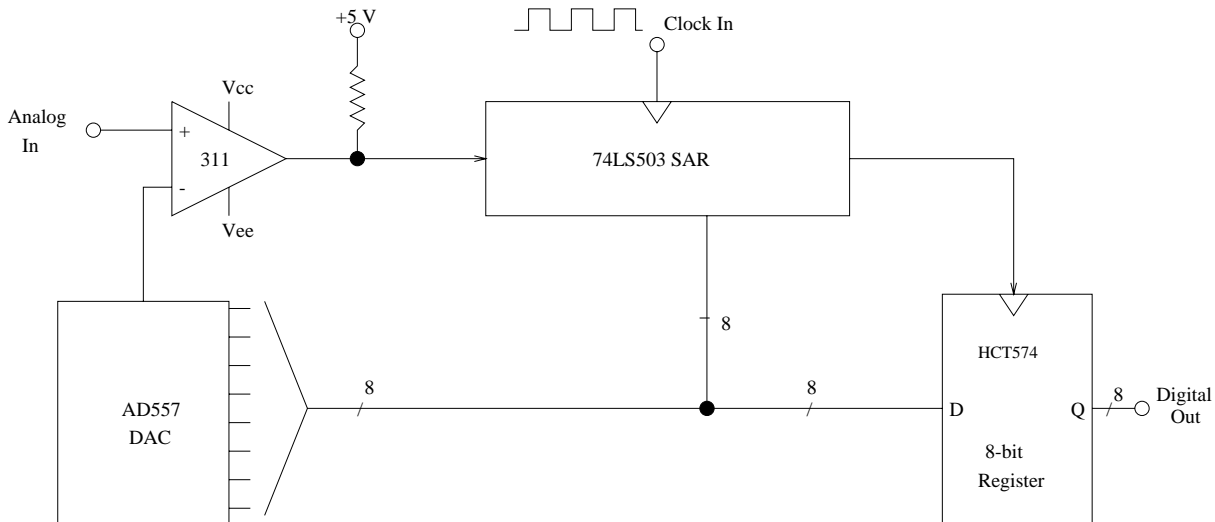 +5 V
Clock In
Vcc
Analog
In
+
311
-
Vee
74LS503 SAR
8
HCT574
8
8
8
Digital
Out
D
Q
AD557
DAC
8-bit
Register